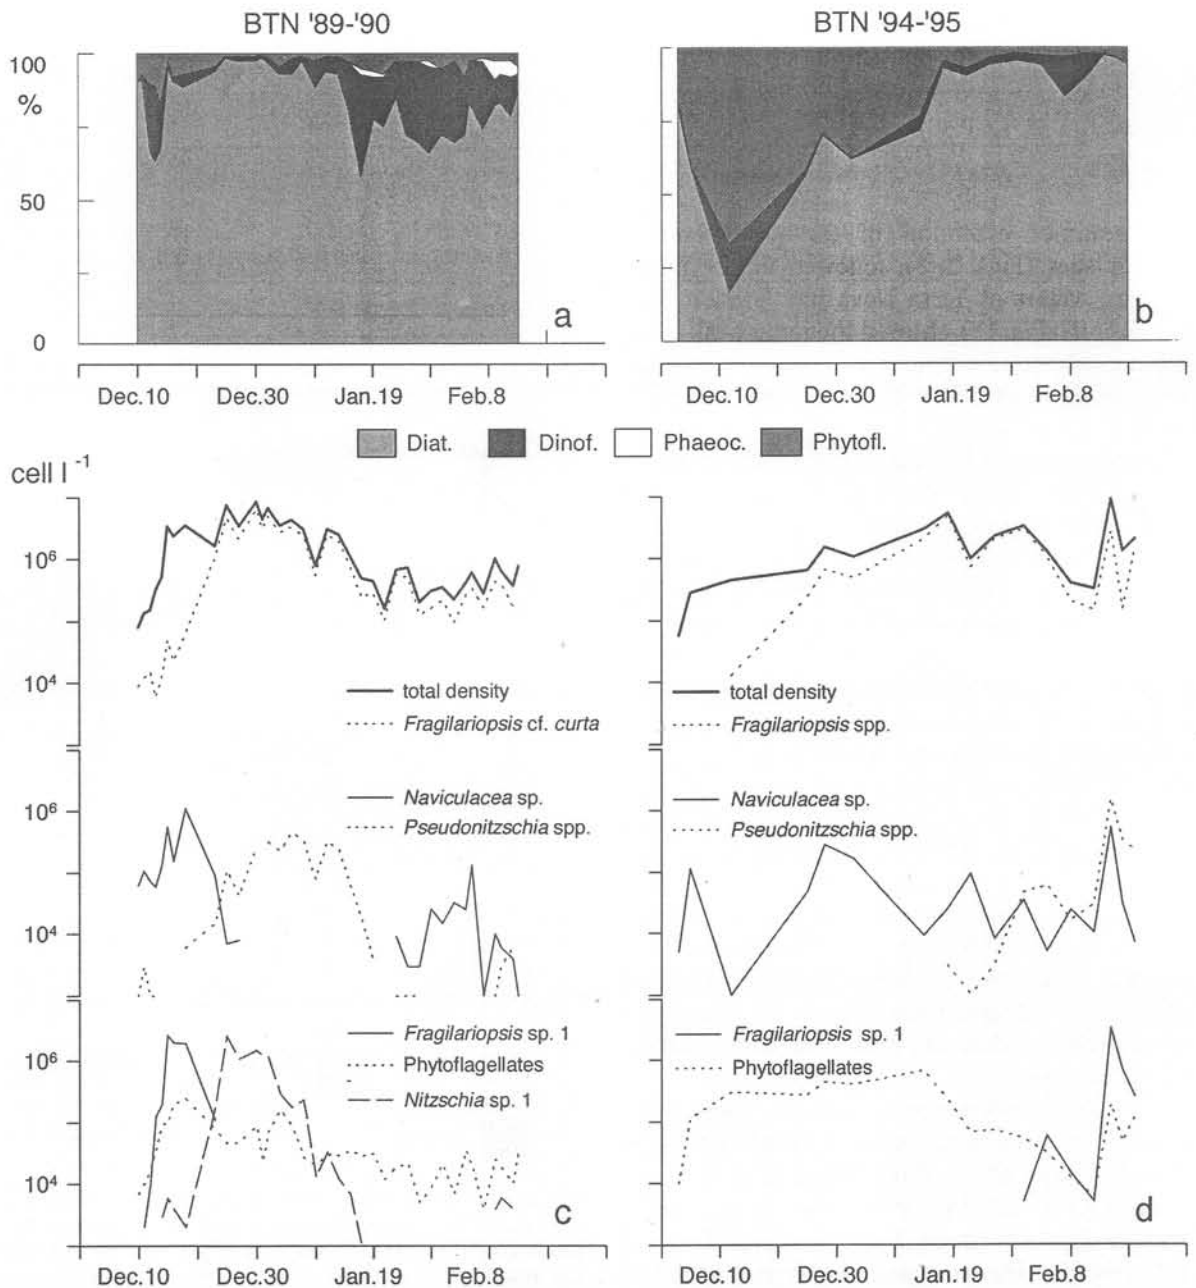 BTN '89-'90
BTN '94-'95
100
%
50
0
a
b
Dec.10 Dec.30 Jan.19 Feb.8
Dec.10 Dec.30 Jan.19 Feb.8
Diat. Dinof. Phaeoc. Phytofl.
cell l⁻¹
10⁶
10⁴
total density
Fragilariopsis cf. curta
total density
Fragilariopsis spp.
10⁶
10⁴
Naviculacea sp.
Pseudonitzschia spp.
Naviculacea sp.
Pseudonitzschia spp.
10⁶
10⁴
Fragilariopsis sp. 1
Phytoflagellates
Nitzschia sp. 1
Fragilariopsis sp. 1
Phytoflagellates
c
d
Dec.10 Dec.30 Jan.19 Feb.8
Dec.10 Dec.30 Jan.19 Feb.8